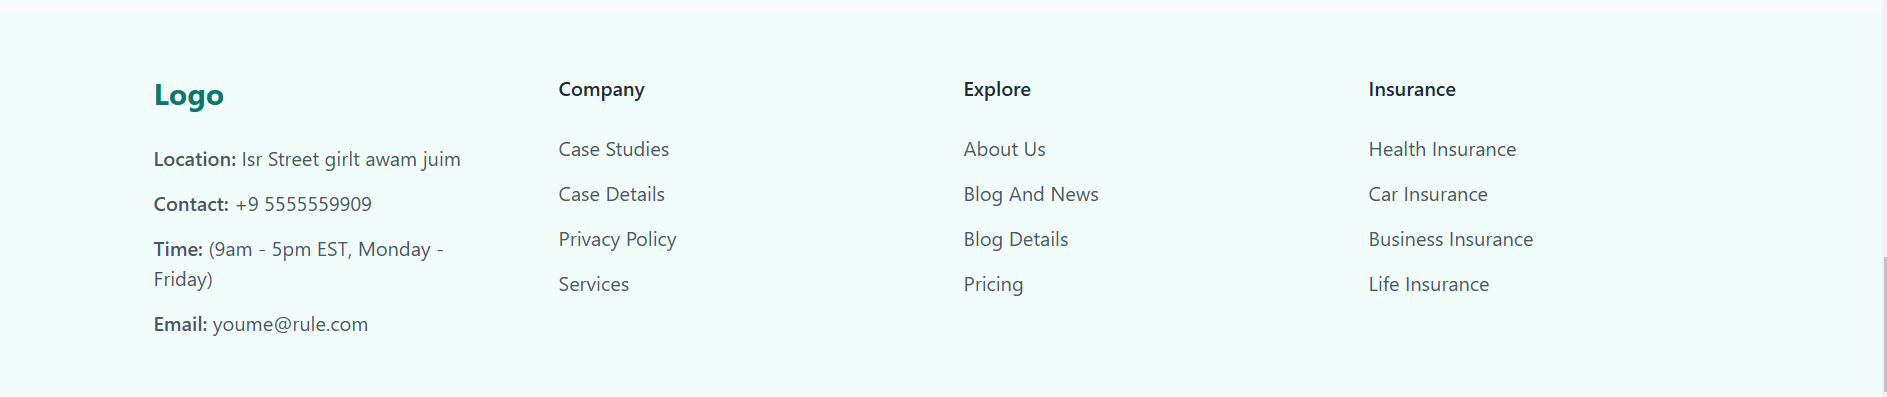 Logo
Location: Isr Street girlt awam juim
Contact: +9 5555559909
Time: (9am - 5pm EST, Monday -
Friday)
Email: youme@rule.com
Company
Case Studies
Case Details
Privacy Policy
Services
Explore
About Us
Blog And News
Blog Details
Pricing
Insurance
Health Insurance
Car Insurance
Business Insurance
Life Insurance